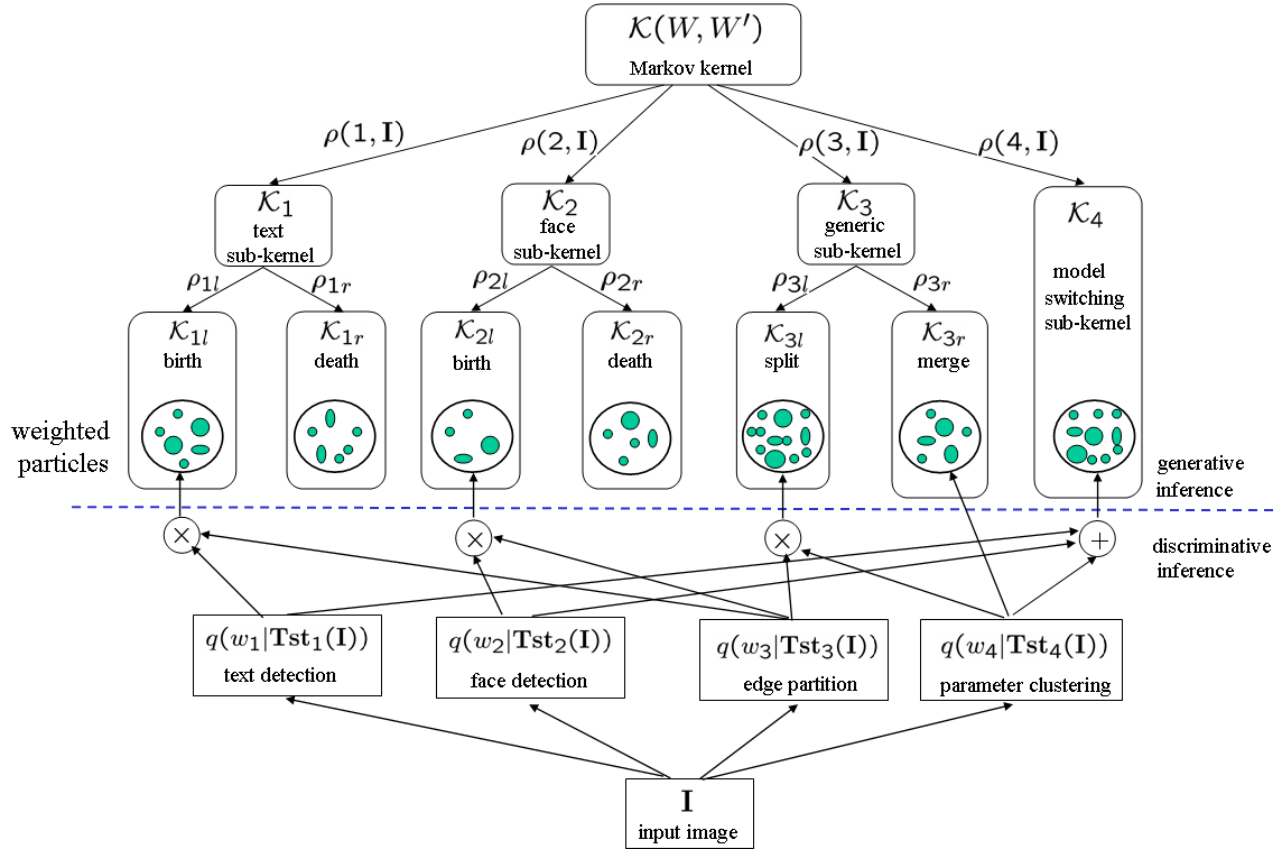 𝒦(W, W′)
Markov kernel
ρ(1, I)
ρ(2, I)
ρ(3, I)
ρ(4, I)
𝒦₁
text
sub-kernel
𝒦₂
face
sub-kernel
𝒦₃
generic
sub-kernel
𝒦₄
model
switching
sub-kernel
ρ₁ₗ
ρ₁ᵣ
ρ₂ₗ
ρ₂ᵣ
ρ₃ₗ
ρ₃ᵣ
𝒦₁ₗ
birth
𝒦₁ᵣ
death
𝒦₂ₗ
birth
𝒦₂ᵣ
death
𝒦₃ₗ
split
𝒦₃ᵣ
merge
weighted
particles
generative
inference
×
×
×
+
discriminative
inference
q(w₁|Tst₁(I))
text detection
q(w₂|Tst₂(I))
face detection
q(w₃|Tst₃(I))
edge partition
q(w₄|Tst₄(I))
parameter clustering
I
input image